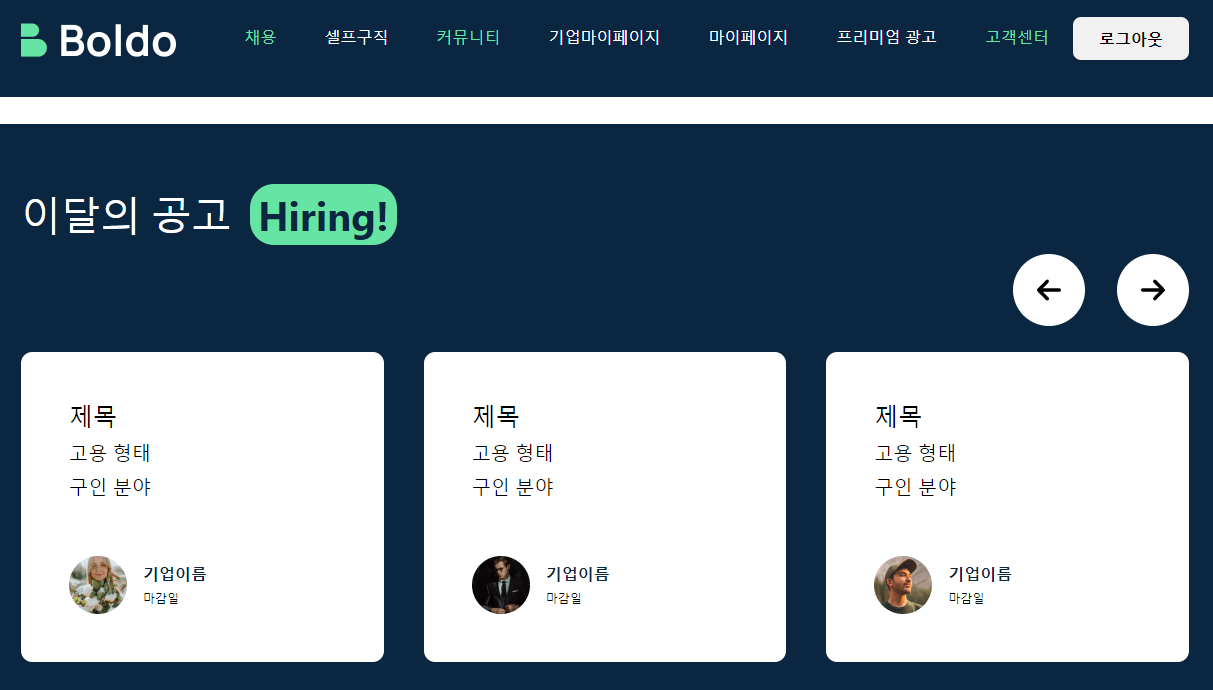 Boldo 채용 셀프구직 커뮤니티 기업마이페이지 마이페이지 프리미엄 광고 고객센터 로그아웃
이달의 공고 Hiring!
제목
고용 형태
구인 분야
기업이름
마감일
제목
고용 형태
구인 분야
기업이름
마감일
제목
고용 형태
구인 분야
기업이름
마감일